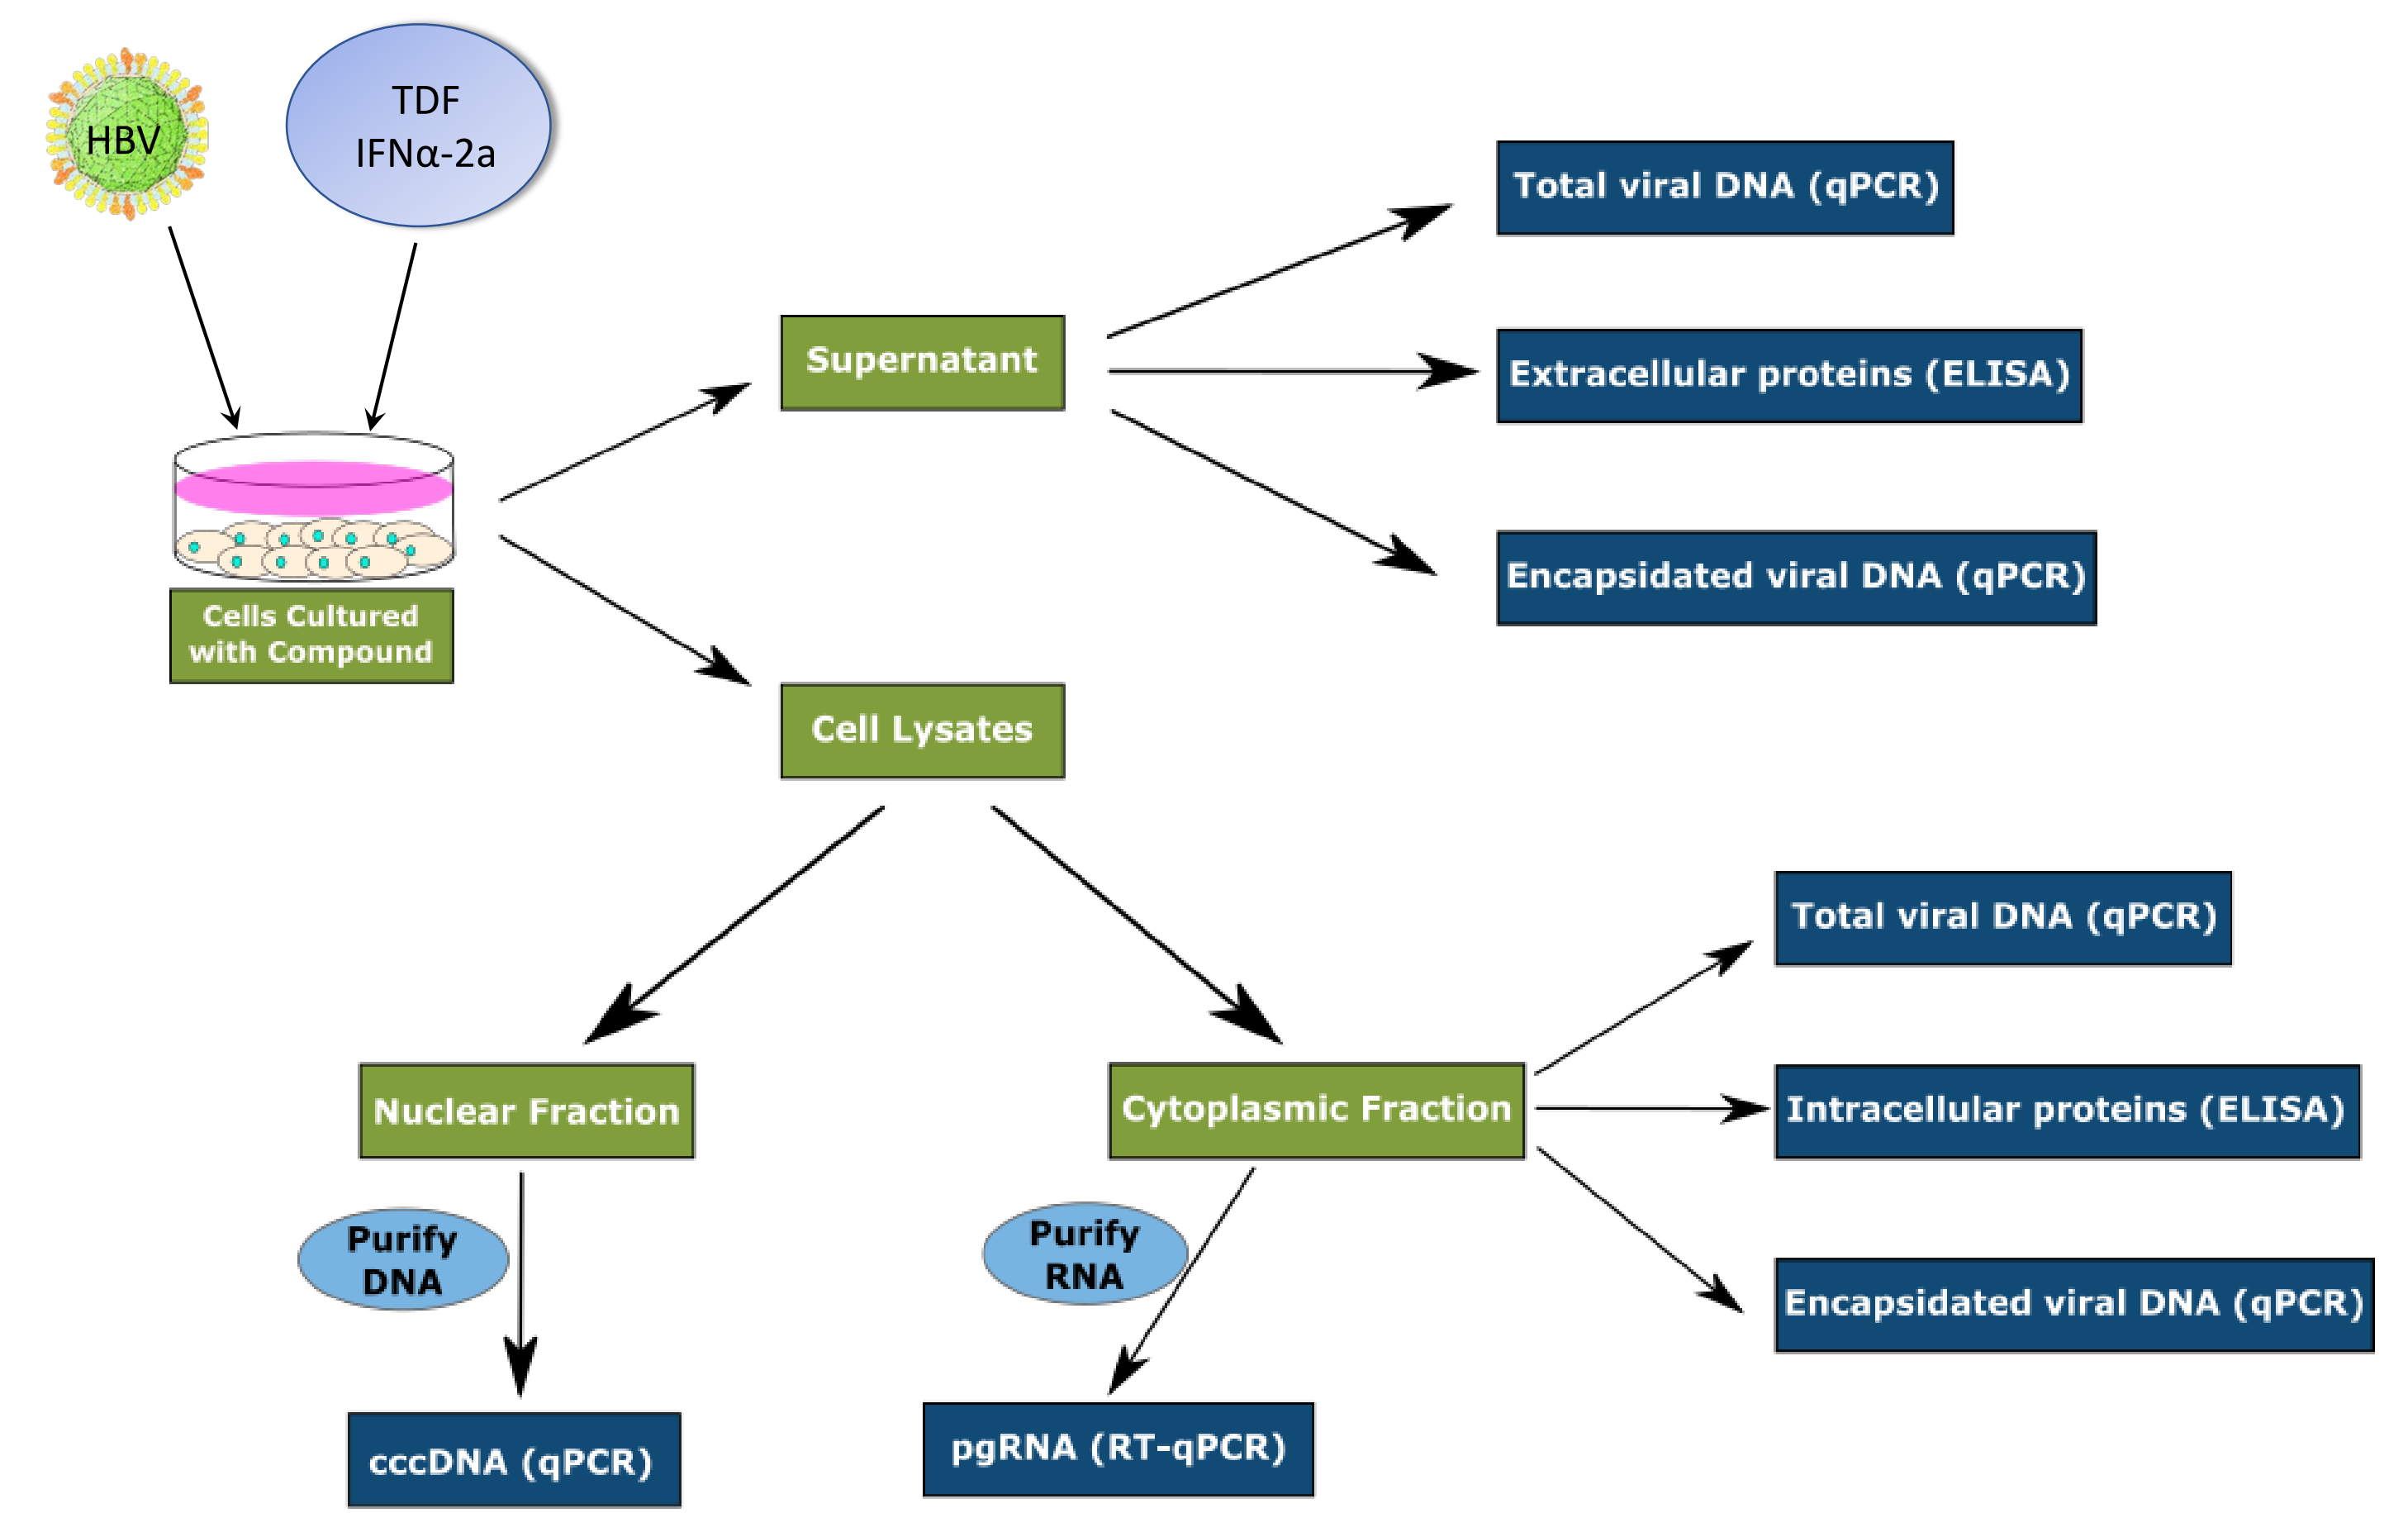 HBV
TDF
IFNα-2a
Total viral DNA (qPCR)
Supernatant
Extracellular proteins (ELISA)
Encapsidated viral DNA (qPCR)
Cells Cultured
with Compound
Cell Lysates
Total viral DNA (qPCR)
Nuclear Fraction
Cytoplasmic Fraction
Intracellular proteins (ELISA)
Purify
DNA
Purify
RNA
Encapsidated viral DNA (qPCR)
cccDNA (qPCR)
pgRNA (RT-qPCR)